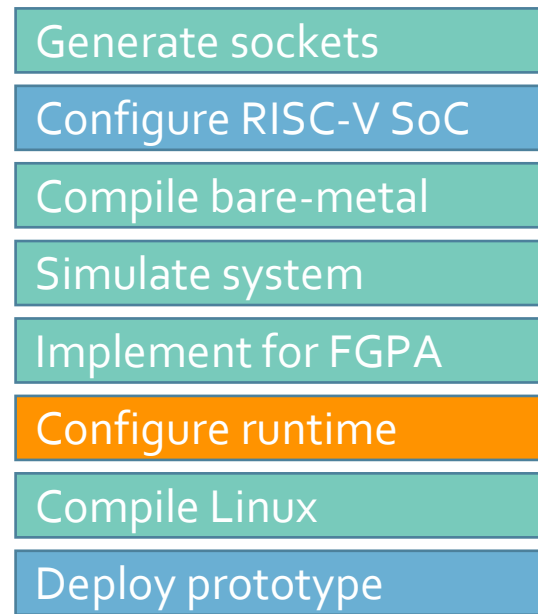 Generate sockets
Configure RISC-V SoC
Compile bare-metal
Simulate system
Implement for FGPA
Configure runtime
Compile Linux
Deploy prototype